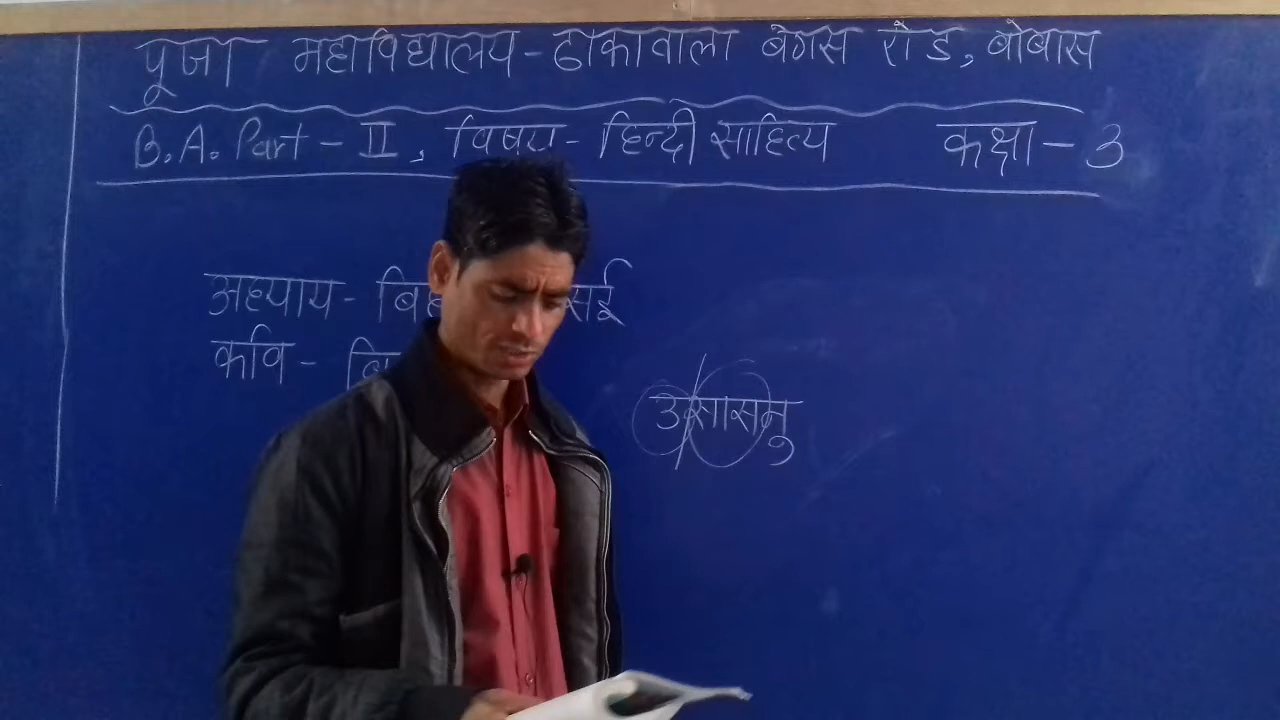 पूजा महाविद्यालय-ढाकावाला बेगस रोड, बोबास
B.A. Part - II, विषय - हिन्दी साहित्य कक्षा - 3
अध्याय - बिह सई
कवि - बि
उसासनु